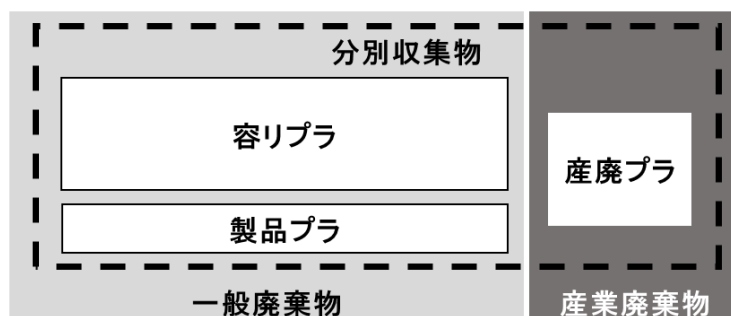 分別収集物
容リプラ
産廃プラ
製品プラ
一般廃棄物
産業廃棄物